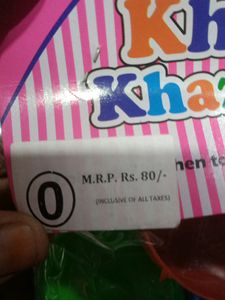 Kh
Kha
hen to
0
M.R.P. Rs. 80/-
(INCLUSIVE OF ALL TAXES)